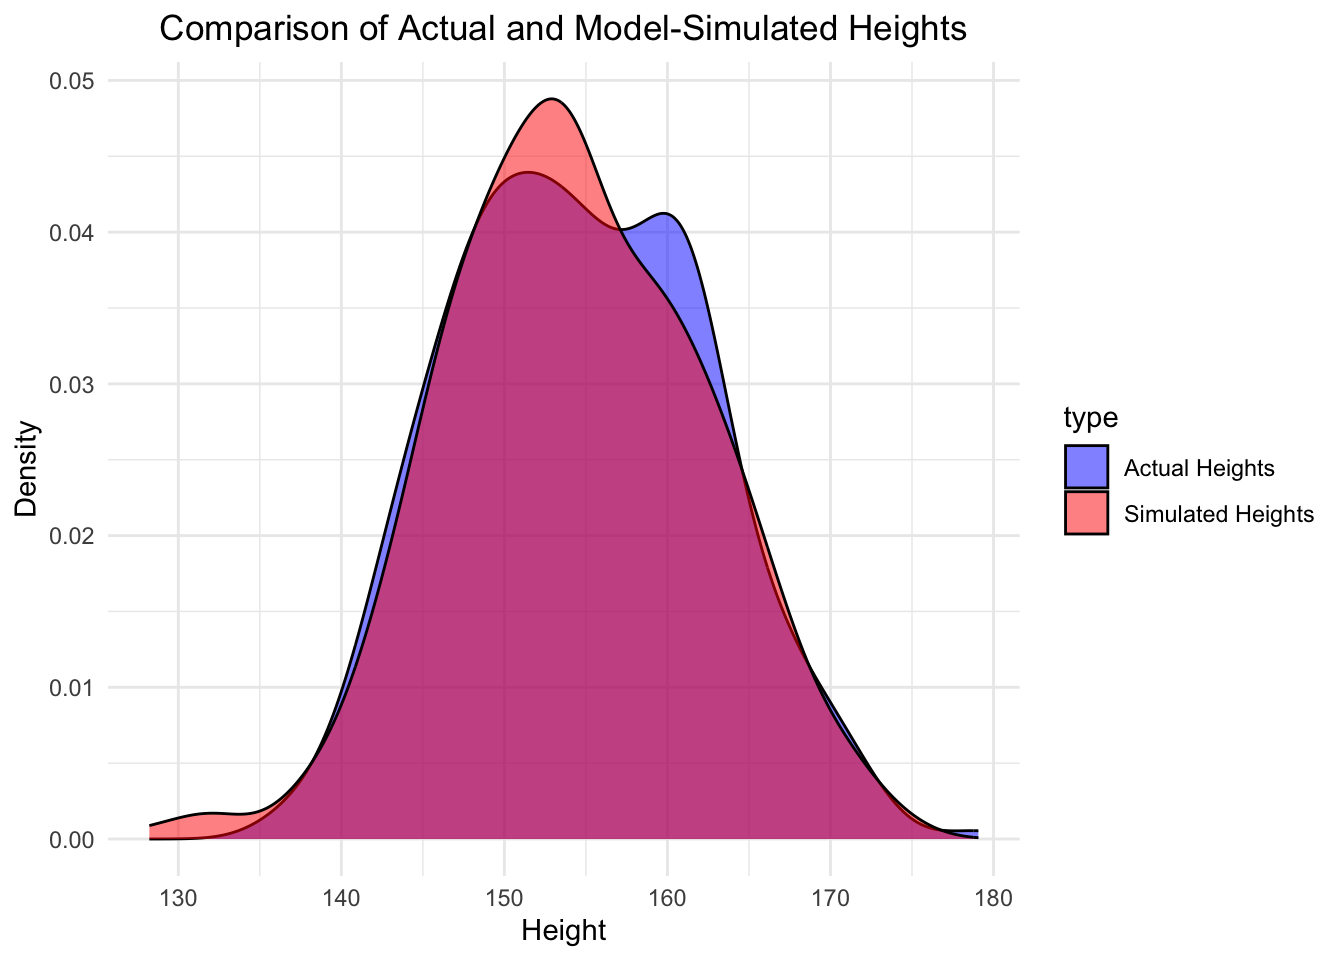 Comparison of Actual and Model-Simulated Heights
0.05
0.04
0.03
0.02
0.01
0.00
Density
130 140 150 160 170 180
Height
type
Actual Heights
Simulated Heights